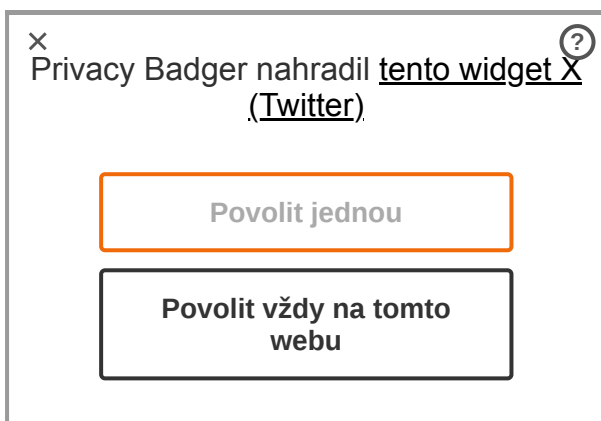 ×
?
Privacy Badger nahradil tento widget X
(Twitter)
Povolit jednou
Povolit vždy na tomto
webu